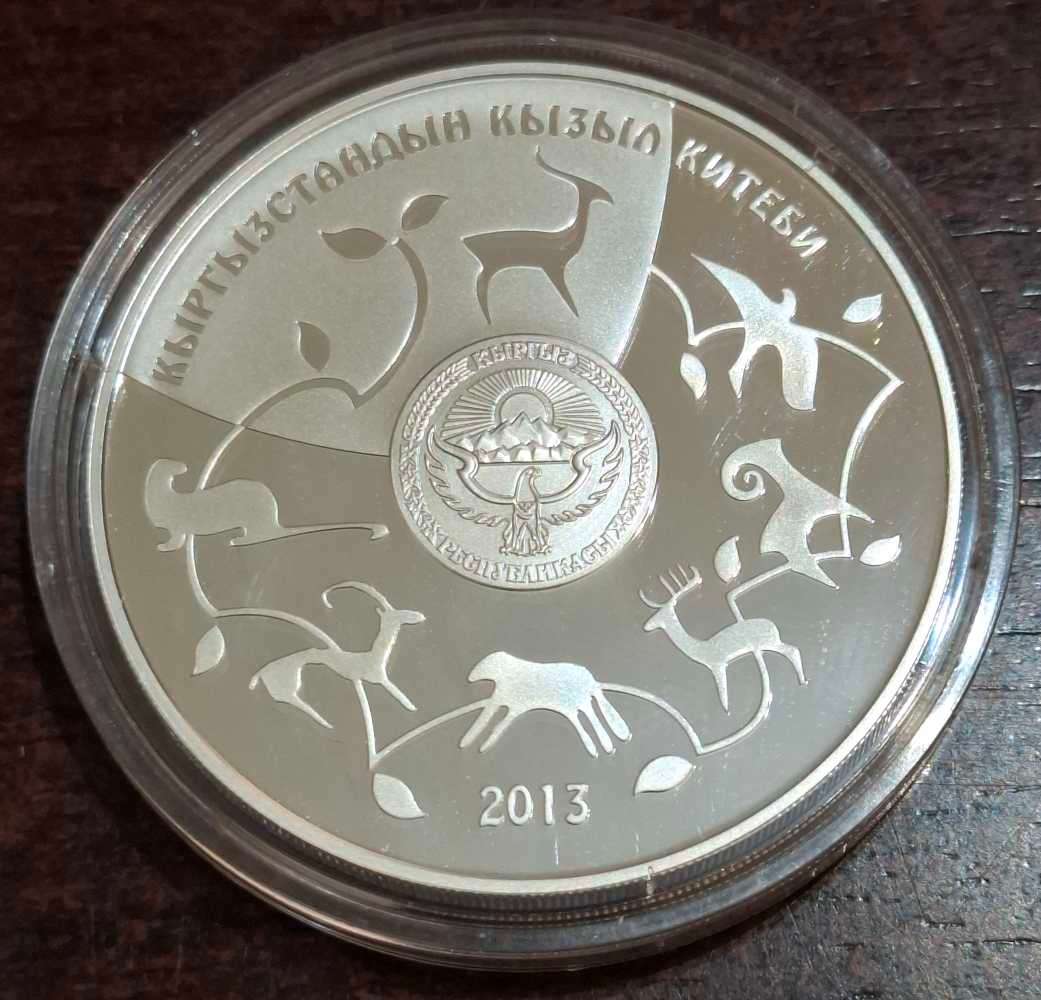 КЫРГЫЗСТАНДЫН КЫЗЫЛ КИТЕБИ
КЫРГЫЗ
РЕСПУБЛИКАСЫ
2013